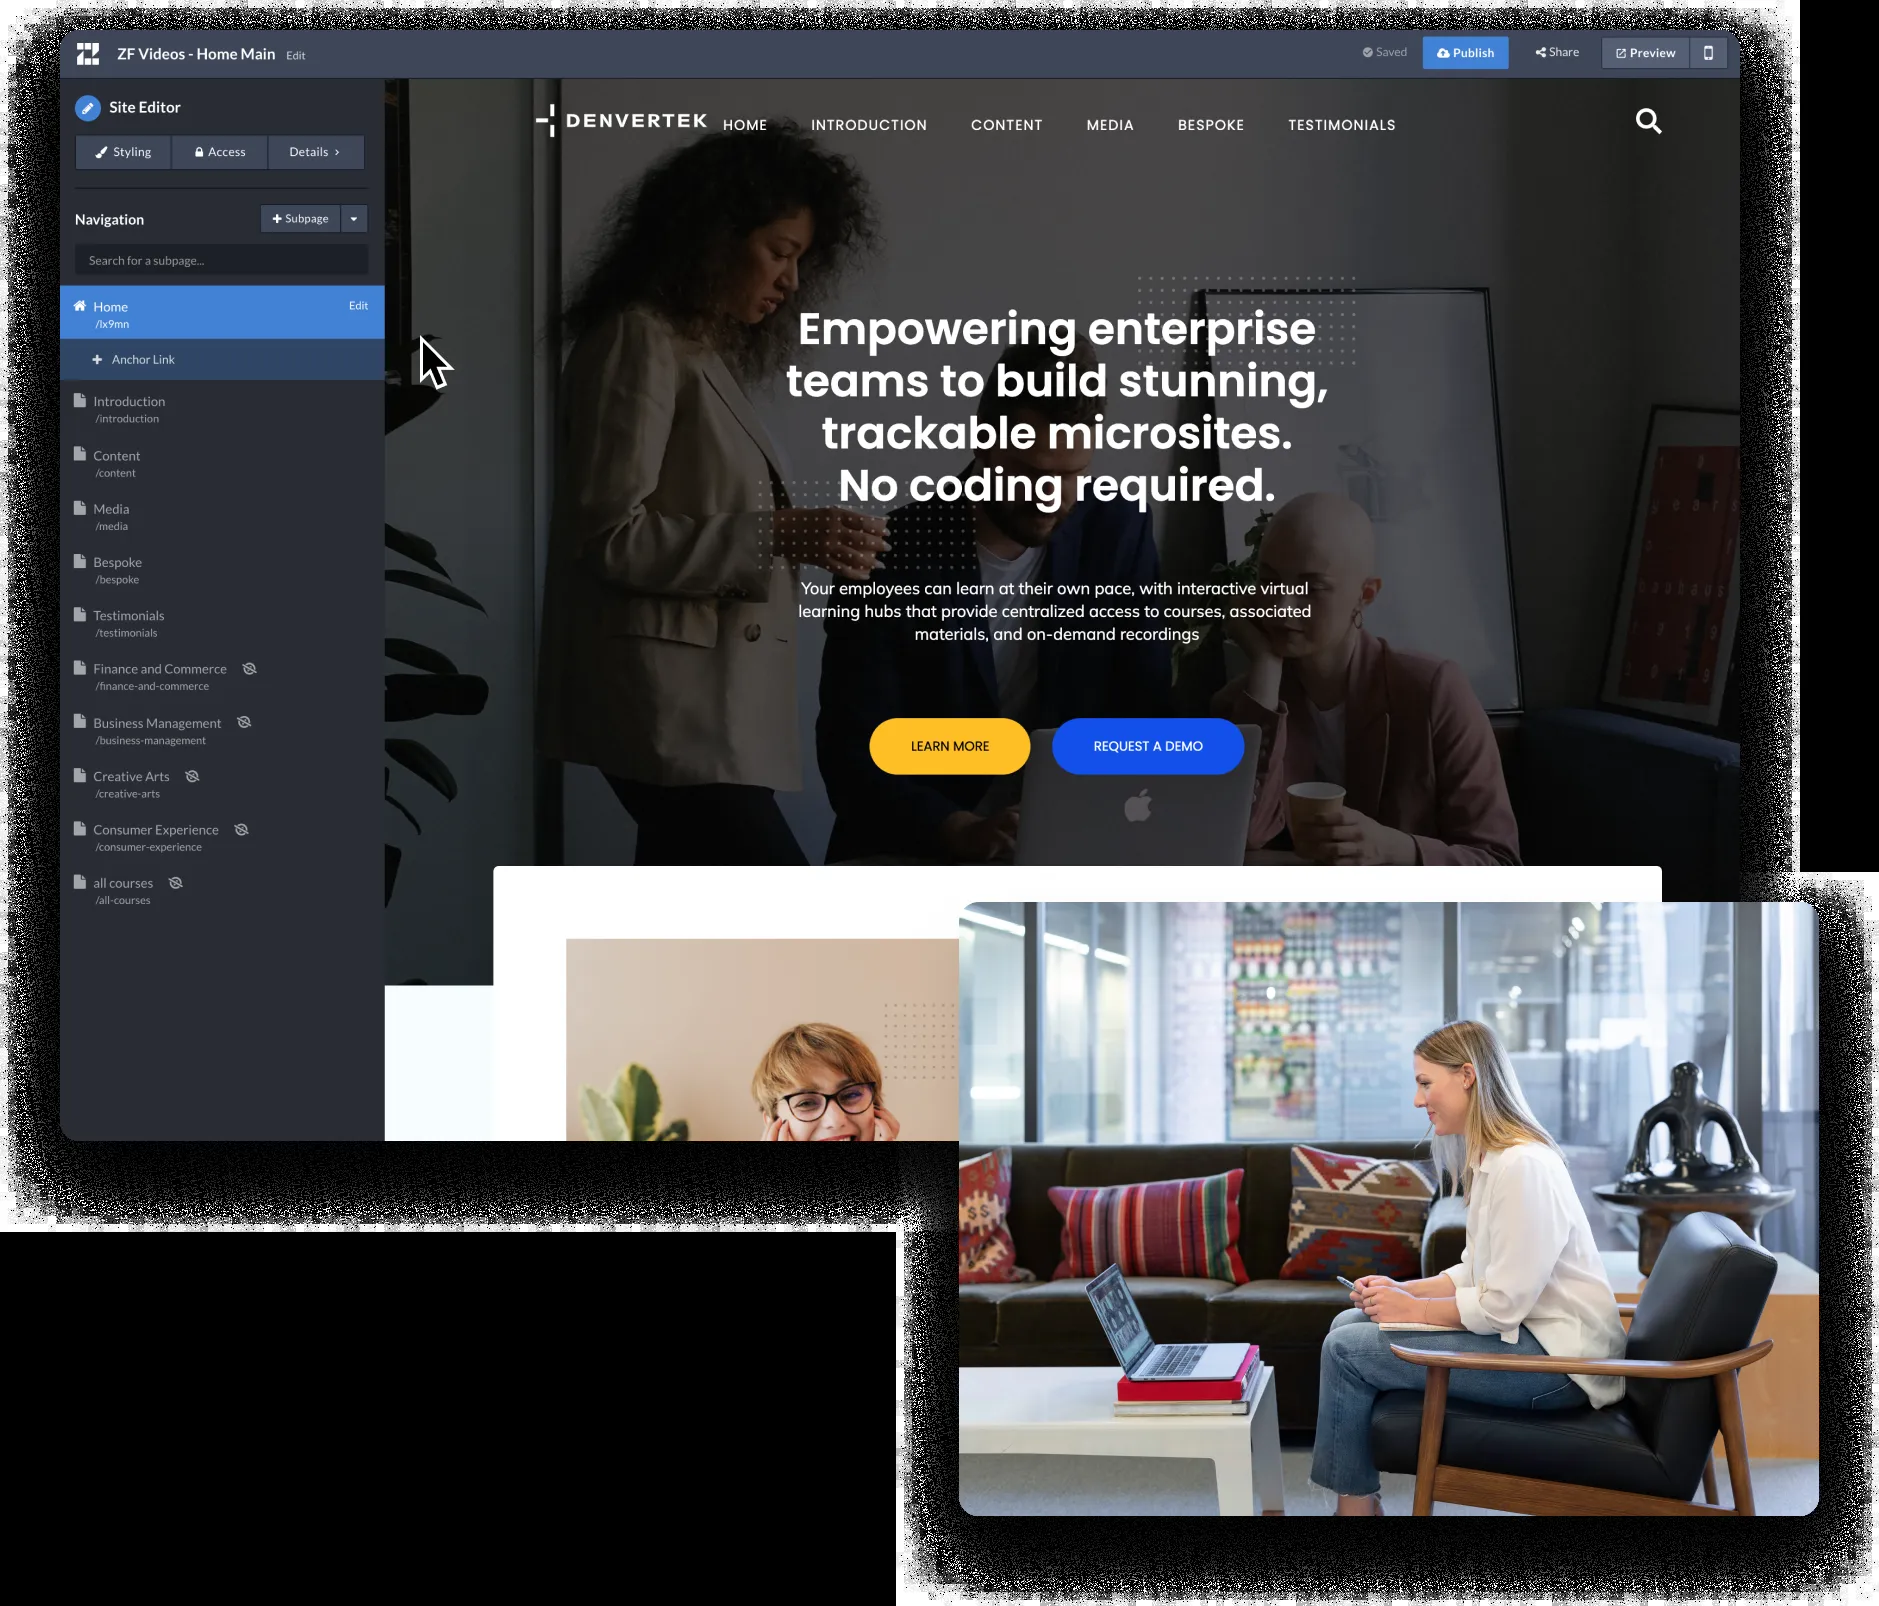 ZF Videos - Home Main Edit
Saved
Publish
Share
Preview
Site Editor
Styling
Access
Details
Navigation
Subpage
Search for a subpage...
Home
Edit
/lx9mn
Anchor Link
Introduction
/introduction
Content
/content
Media
/media
Bespoke
/bespoke
Testimonials
/testimonials
Finance and Commerce
/finance-and-commerce
Business Management
/business-management
Creative Arts
/creative-arts
Consumer Experience
/consumer-experience
all courses
/all-courses
DENVERTEK
HOME
INTRODUCTION
CONTENT
MEDIA
BESPOKE
TESTIMONIALS
Empowering enterprise
teams to build stunning,
trackable microsites.
No coding required.
Your employees can learn at their own pace, with interactive virtual
learning hubs that provide centralized access to courses, associated
materials, and on-demand recordings
LEARN MORE
REQUEST A DEMO